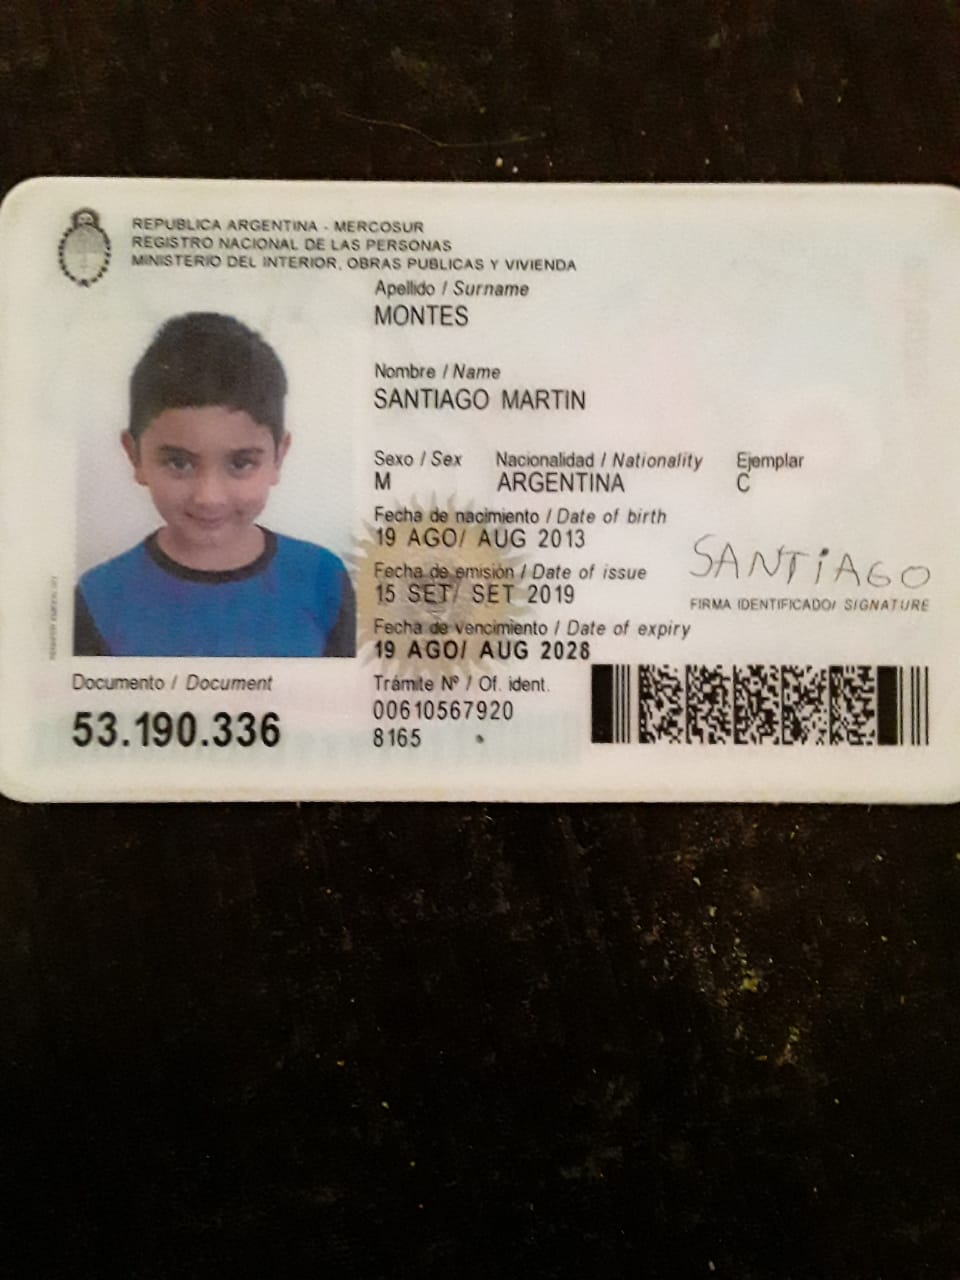 REPUBLICA ARGENTINA - MERCOSUR
REGISTRO NACIONAL DE LAS PERSONAS
MINISTERIO DEL INTERIOR, OBRAS PUBLICAS Y VIVIENDA
Apellido / Surname
MONTES
Nombre / Name
SANTIAGO MARTIN
Sexo / Sex Nacionalidad / Nationality Ejemplar
M ARGENTINA C
Fecha de nacimiento / Date of birth
19 AGO/ AUG 2013
Fecha de emisión / Date of issue
15 SET/ SET 2019
SANTIAGO
FIRMA IDENTIFICADO/ SIGNATURE
Fecha de vencimiento / Date of expiry
19 AGO/ AUG 2028
Documento / Document
53.190.336
Trámite Nº / Of. ident.
00610567920
8165